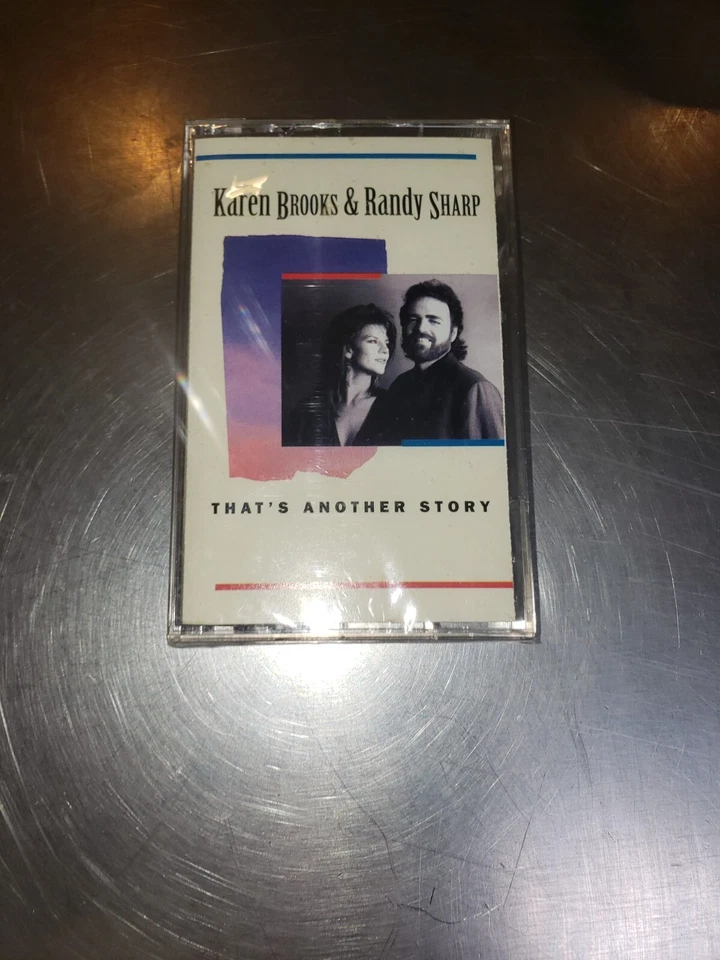 Karen BROOKS & Randy SHARP
THAT'S ANOTHER STORY